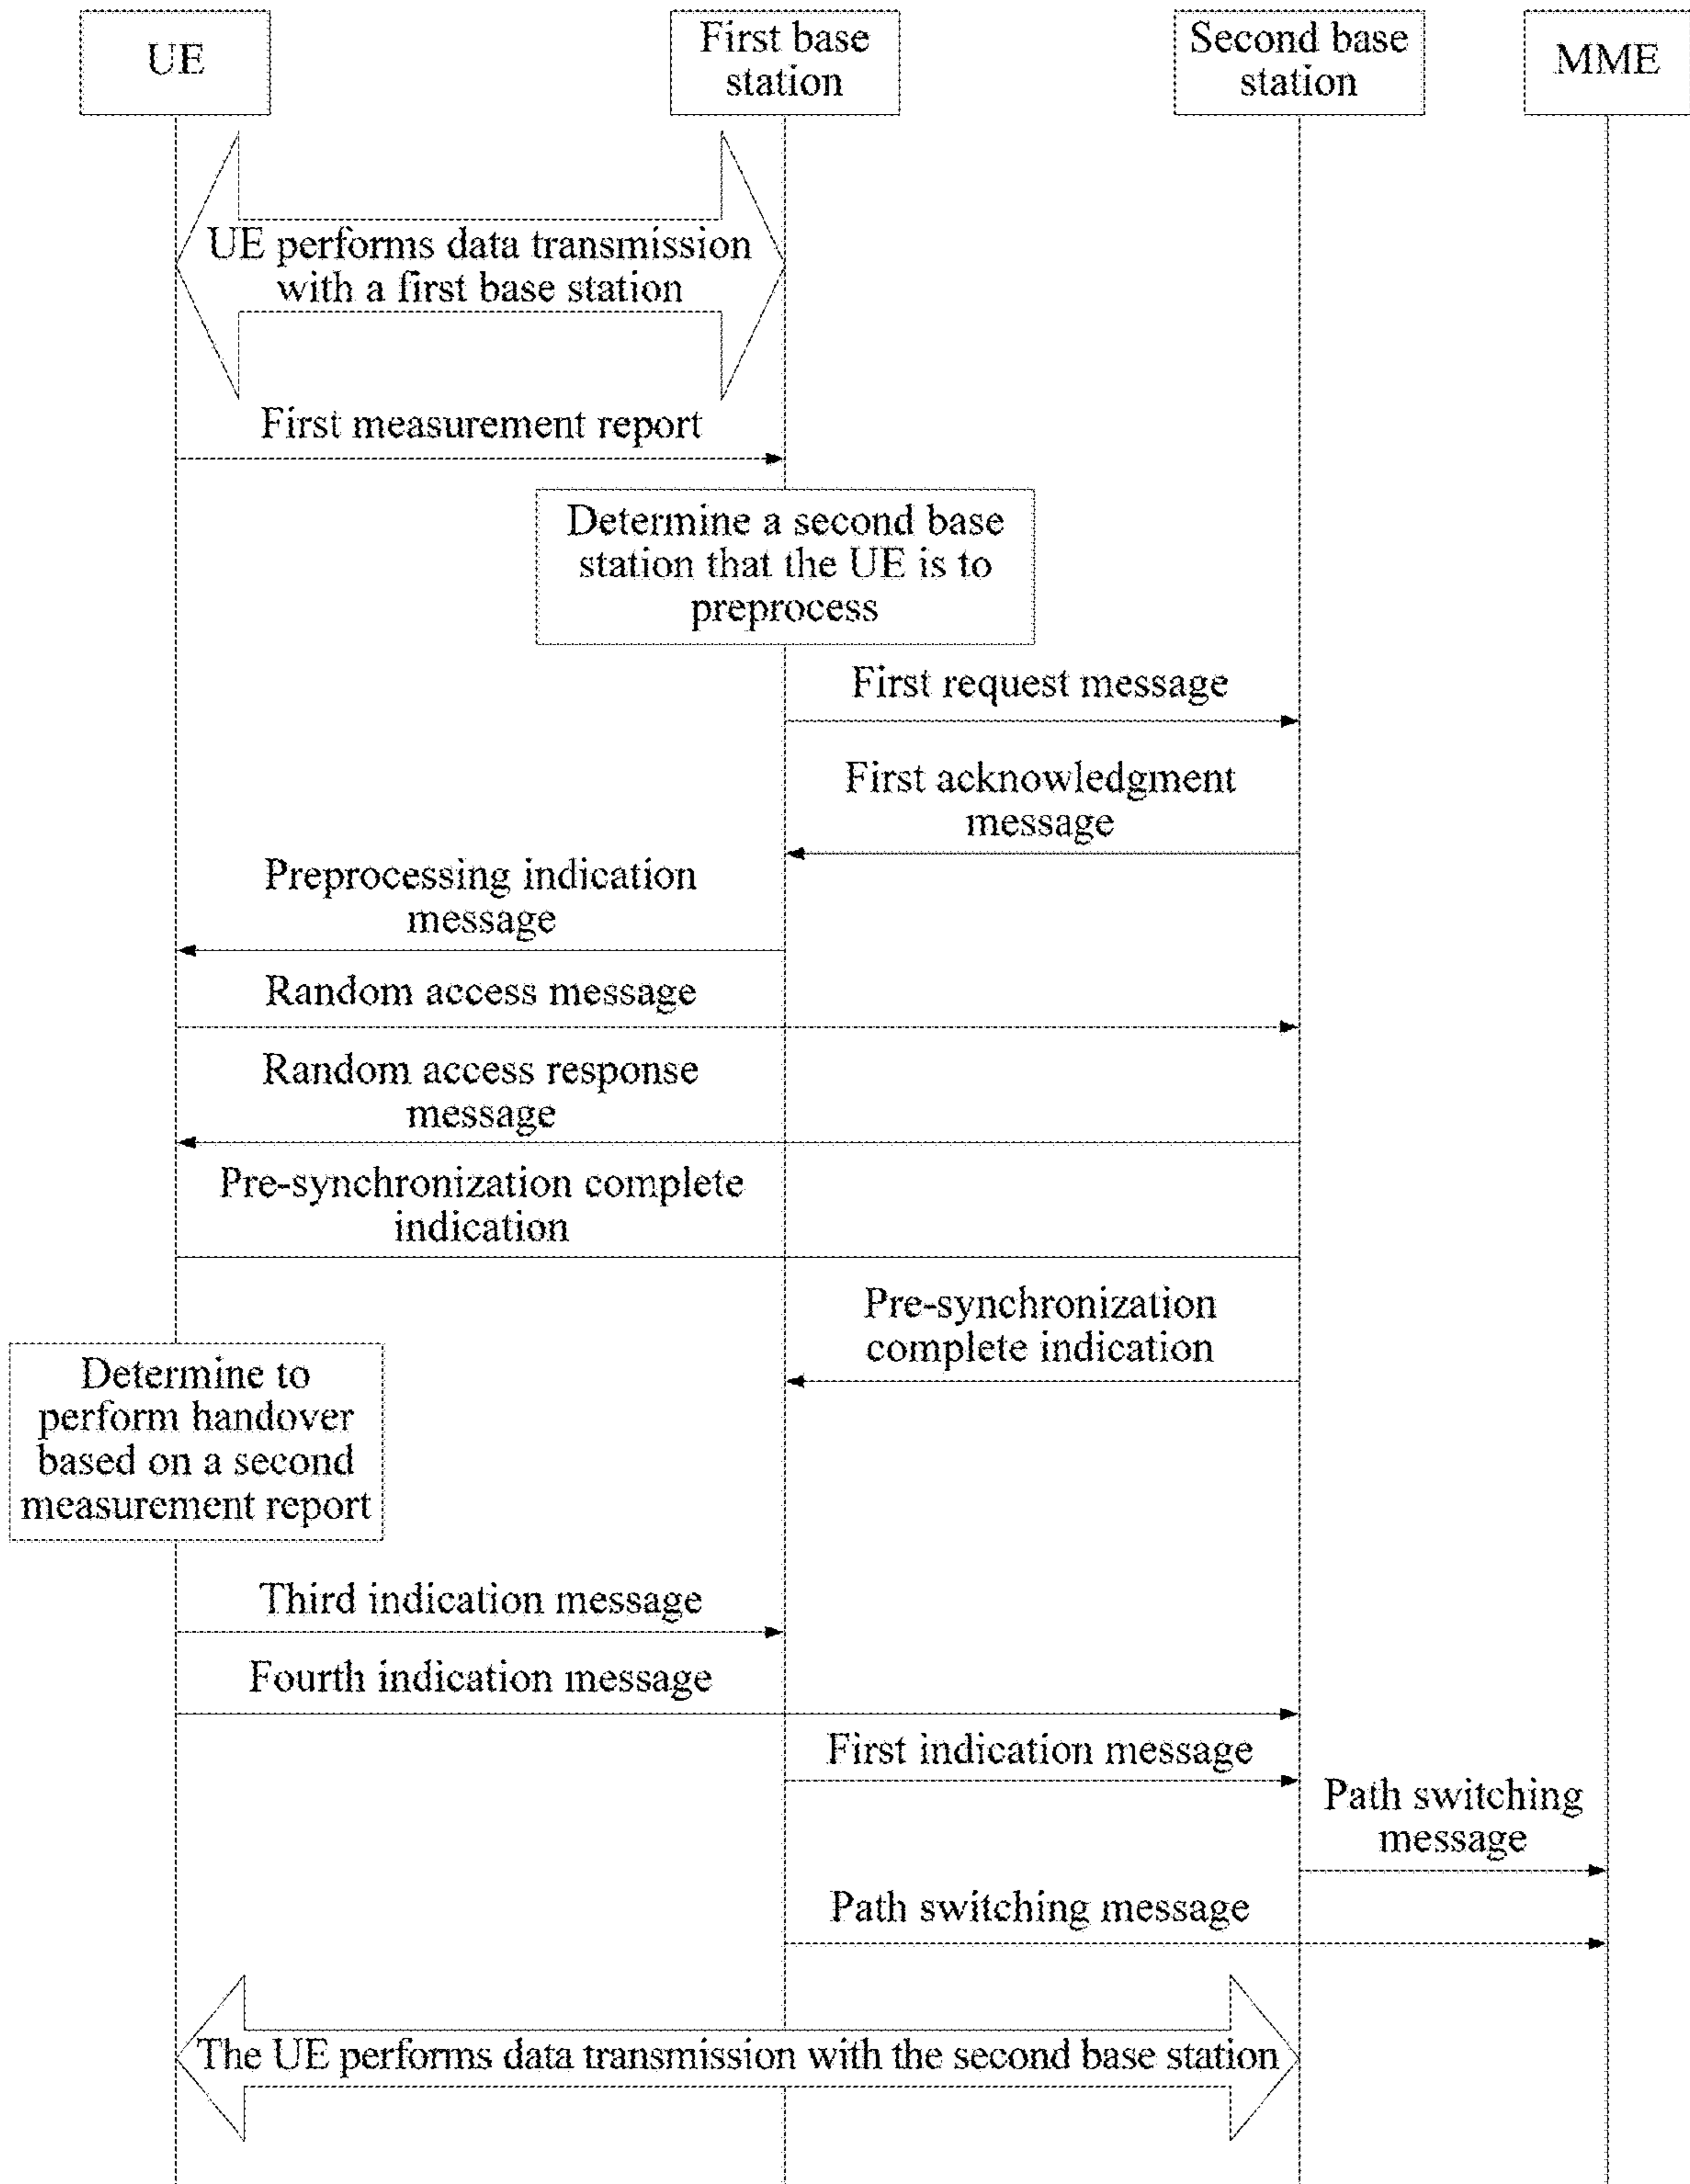 UE
First base
station
Second base
station
MME
UE performs data transmission
with a first base station
First measurement report
Determine a second base
station that the UE is to
preprocess
First request message
First acknowledgment
message
Preprocessing indication
message
Random access message
Random access response
message
Pre-synchronization complete
indication
Pre-synchronization
complete indication
Determine to
perform handover
based on a second
measurement report
Third indication message
Fourth indication message
First indication message
Path switching
message
Path switching message
The UE performs data transmission with the second base station